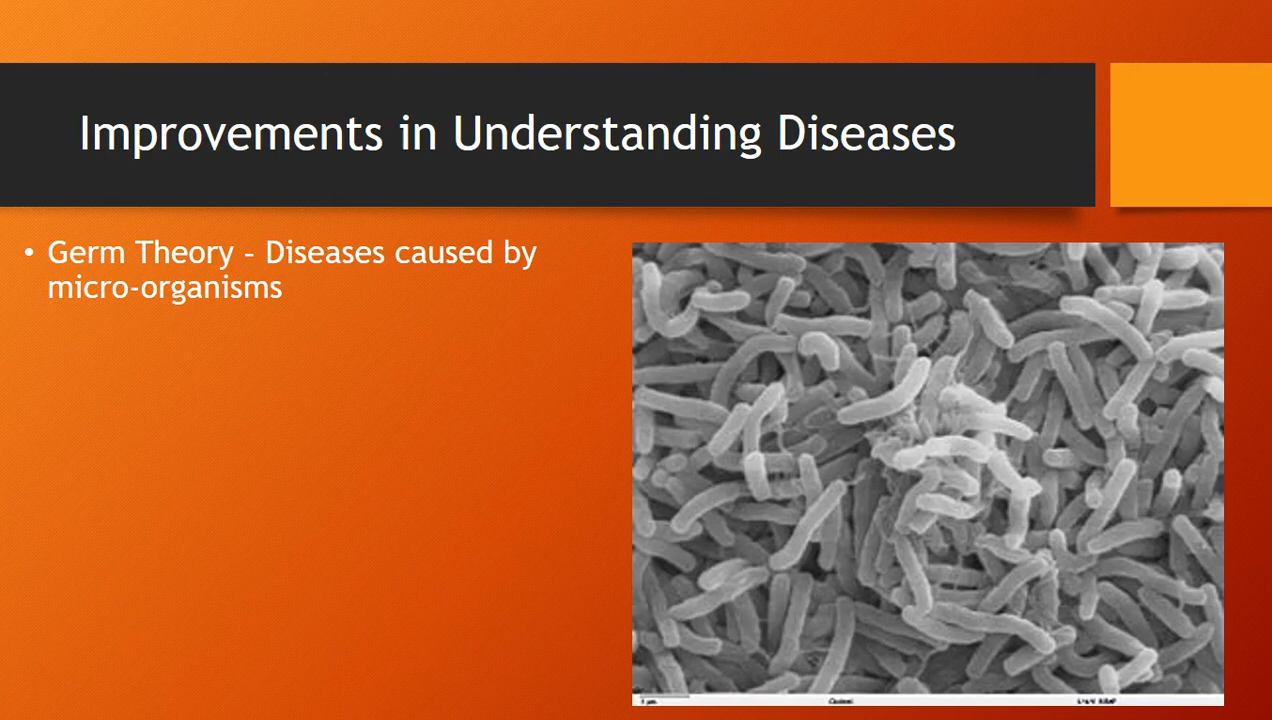 Improvements in Understanding Diseases
• Germ Theory – Diseases caused by
micro-organisms